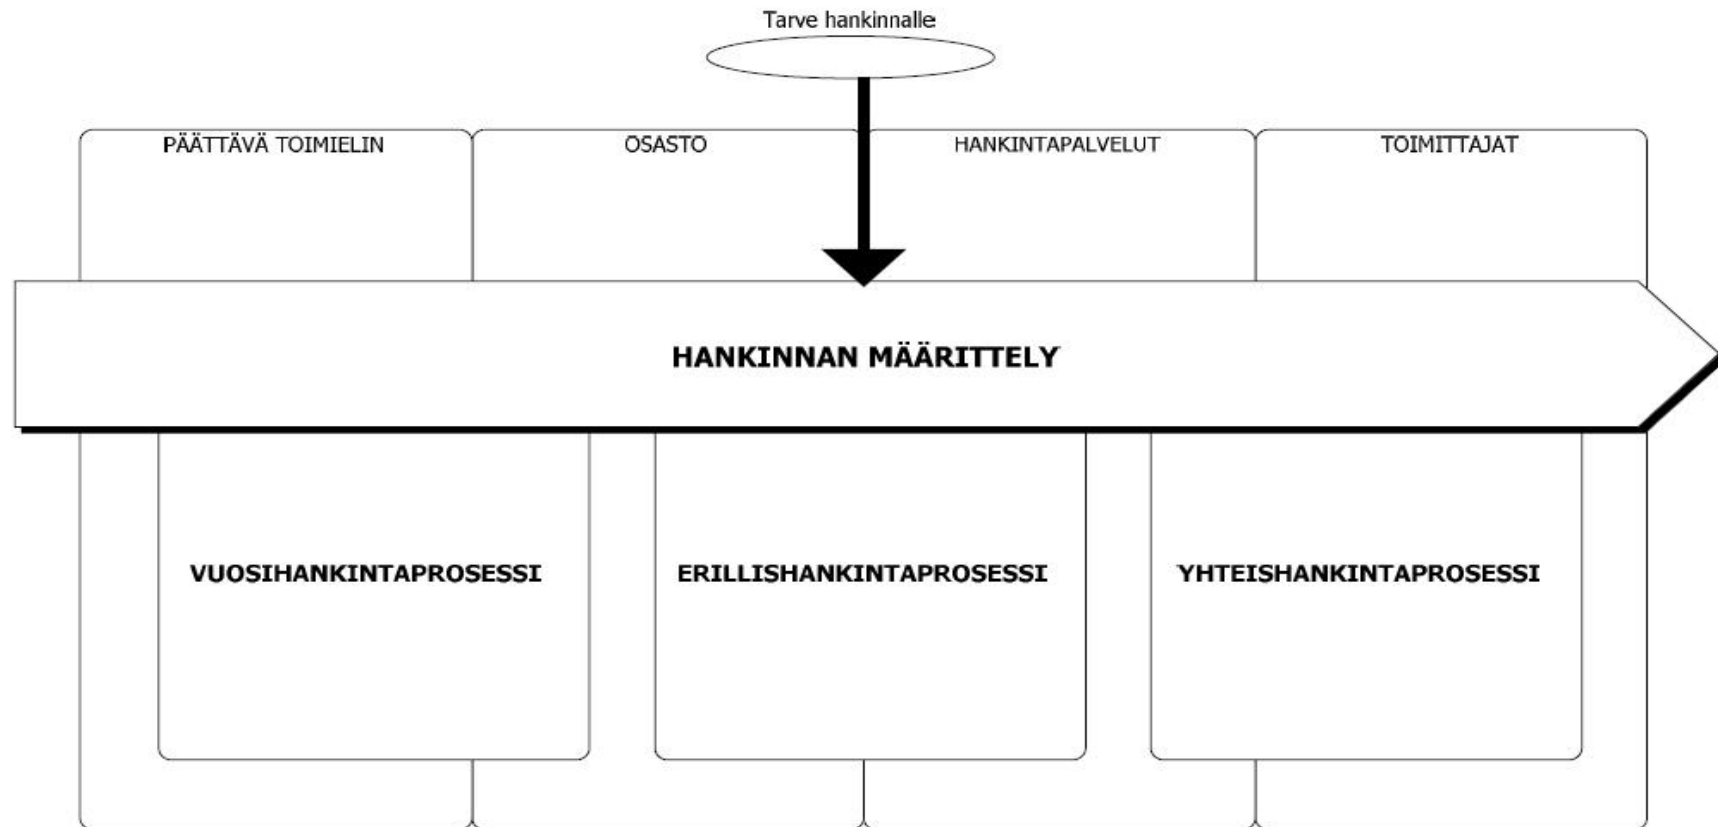 Tarve hankinnalle
PÄÄTTÄVÄ TOIMIELIN
OSASTO
HANKINTAPALVELUT
TOIMITTAJAT
HANKINNAN MÄÄRITTELY
VUOSIHANKINTAPROSESSI
ERILLISHANKINTAPROSESSI
YHTEISHANKINTAPROSESSI